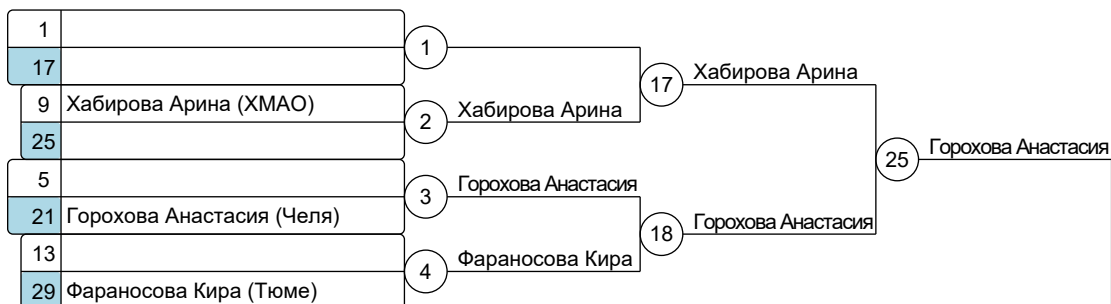 1
1
17
17 Хабирова Арина
9 Хабирова Арина (ХМАО)
2 Хабирова Арина
25
25 Горохова Анастасия
5
3 Горохова Анастасия
21 Горохова Анастасия (Челя)
18 Горохова Анастасия
13
4 Фараносова Кира
29 Фараносова Кира (Тюме)